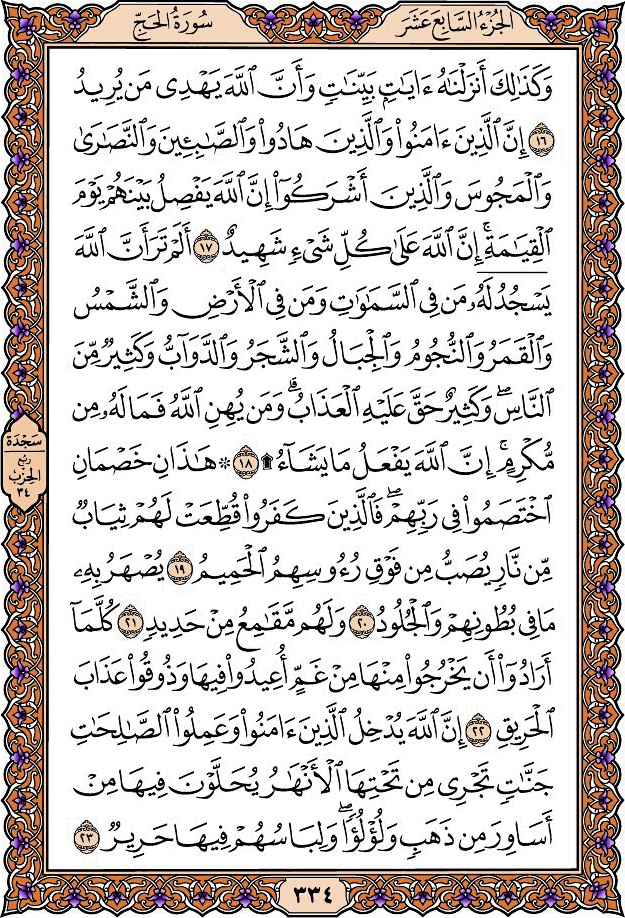 الجزء السابع عشر
سورة الحج
وَكَذَٰلِكَ أَنزَلْنَٰهُ ءَايَٰتٍۭ بَيِّنَٰتٍ وَأَنَّ ٱللَّهَ يَهْدِى مَن يُرِيدُ
١٦ إِنَّ ٱلَّذِينَ ءَامَنُوا۟ وَٱلَّذِينَ هَادُوا۟ وَٱلصَّٰبِـِٔينَ وَٱلنَّصَٰرَىٰ
وَٱلْمَجُوسَ وَٱلَّذِينَ أَشْرَكُوٓا۟ إِنَّ ٱللَّهَ يَفْصِلُ بَيْنَهُمْ يَوْمَ
ٱلْقِيَٰمَةِ ۚ إِنَّ ٱللَّهَ عَلَىٰ كُلِّ شَىْءٍ شَهِيدٌ ١٧ أَلَمْ تَرَ أَنَّ ٱللَّهَ
يَسْجُدُ لَهُۥ مَن فِى ٱلسَّمَٰوَٰتِ وَمَن فِى ٱلْأَرْضِ وَٱلشَّمْسُ
وَٱلْقَمَرُ وَٱلنُّجُومُ وَٱلْجِبَالُ وَٱلشَّجَرُ وَٱلدَّوَآبُّ وَكَثِيرٌ مِّنَ
ٱلنَّاسِ ۖ وَكَثِيرٌ حَقَّ عَلَيْهِ ٱلْعَذَابُ ۗ وَمَن يُهِنِ ٱللَّهُ فَمَا لَهُۥ مِن
مُّكْرِمٍ ۚ إِنَّ ٱللَّهَ يَفْعَلُ مَا يَشَآءُ ۩ ١٨ ۞ هَٰذَانِ خَصْمَانِ
ٱخْتَصَمُوا۟ فِى رَبِّهِمْ ۖ فَٱلَّذِينَ كَفَرُوا۟ قُطِّعَتْ لَهُمْ ثِيَابٌ
مِّن نَّارٍ يُصَبُّ مِن فَوْقِ رُءُوسِهِمُ ٱلْحَمِيمُ ١٩ يُصْهَرُ بِهِۦ
مَا فِى بُطُونِهِمْ وَٱلْجُلُودُ ٢٠ وَلَهُم مَّقَٰمِعُ مِنْ حَدِيدٍ ٢١ كُلَّمَآ
أَرَادُوٓا۟ أَن يَخْرُجُوا۟ مِنْهَا مِنْ غَمٍّ أُعِيدُوا۟ فِيهَا وَذُوقُوا۟ عَذَابَ
ٱلْحَرِيقِ ٢٢ إِنَّ ٱللَّهَ يُدْخِلُ ٱلَّذِينَ ءَامَنُوا۟ وَعَمِلُوا۟ ٱلصَّٰلِحَٰتِ
جَنَّٰتٍ تَجْرِى مِن تَحْتِهَا ٱلْأَنْهَٰرُ يُحَلَّوْنَ فِيهَا مِنْ
أَسَاوِرَ مِن ذَهَبٍ وَلُؤْلُؤًا ۖ وَلِبَاسُهُمْ فِيهَا حَرِيرٌ ٢٣
سجدة
ربع
الحزب
٣٤
٣٣٤